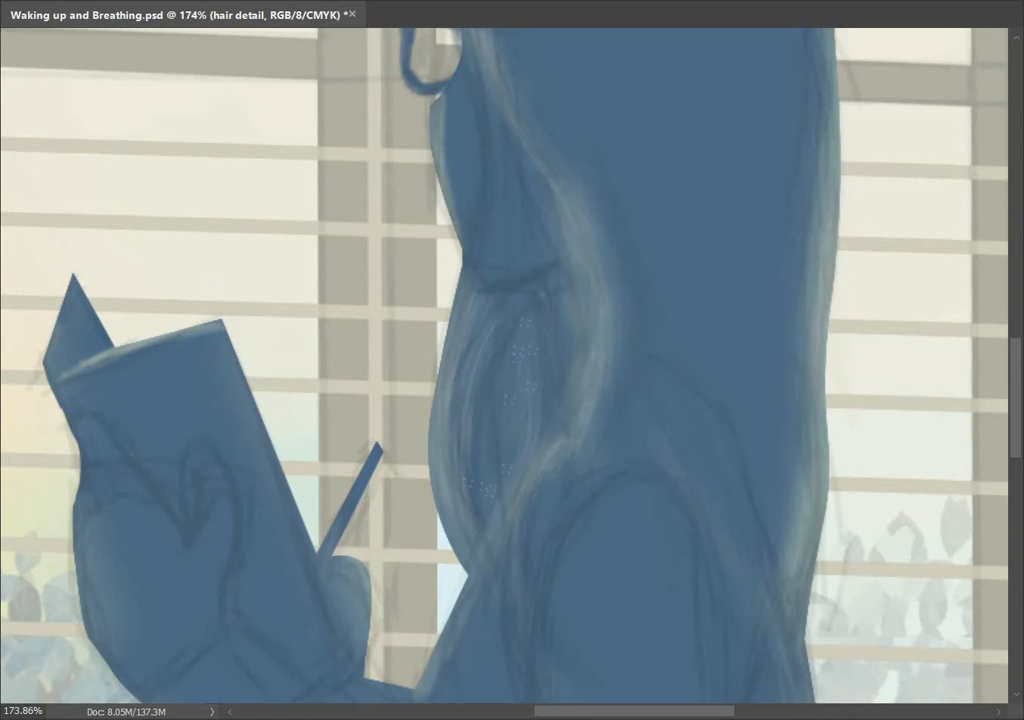 Waking up and Breathing.psd @ 174% (hair detail, RGB/8/CMYK) *
173.86%
Doc: 8.05M/137.3M